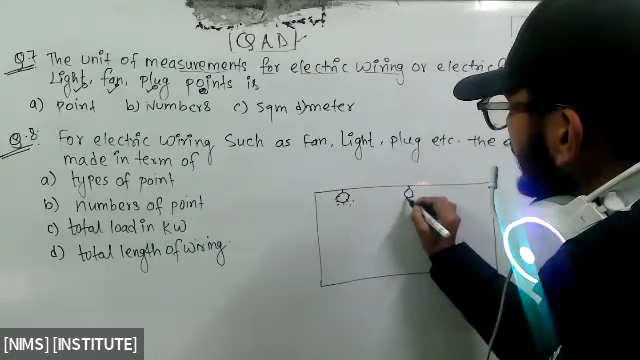 [QAD]
Q7 The unit of measurements for electric wiring or electric
Light, fan, plug points is
a) point b) Numbers c) sqm d) meter
Q.8. For electric wiring Such as Fan, Light, plug etc. the
made in term of
a) types of point
b) numbers of point
c) total load in kw
d) total length of wiring.
[NIMS] [INSTITUTE]